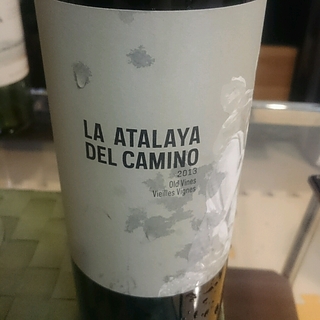 LA ATALAYA
DEL CAMINO
2013
Old Vines
Vieilles Vignes